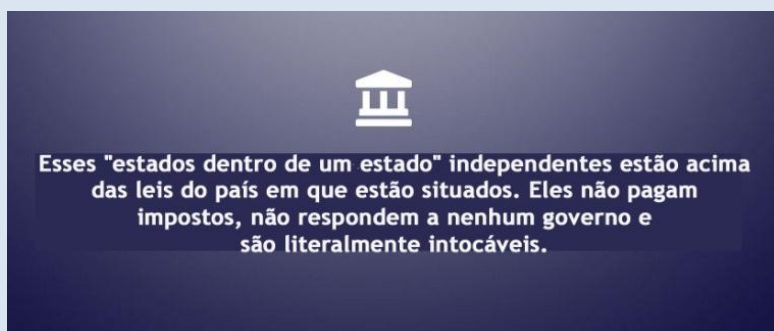 Esses "estados dentro de um estado" independentes estão acima
das leis do país em que estão situados. Eles não pagam
impostos, não respondem a nenhum governo e
são literalmente intocáveis.